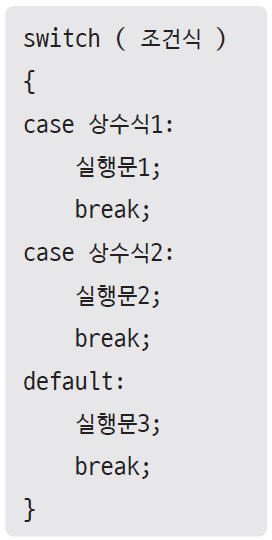 switch ( 조건식 )
{
case 상수식1:
    실행문1;
    break;
case 상수식2:
    실행문2;
    break;
default:
    실행문3;
    break;
}